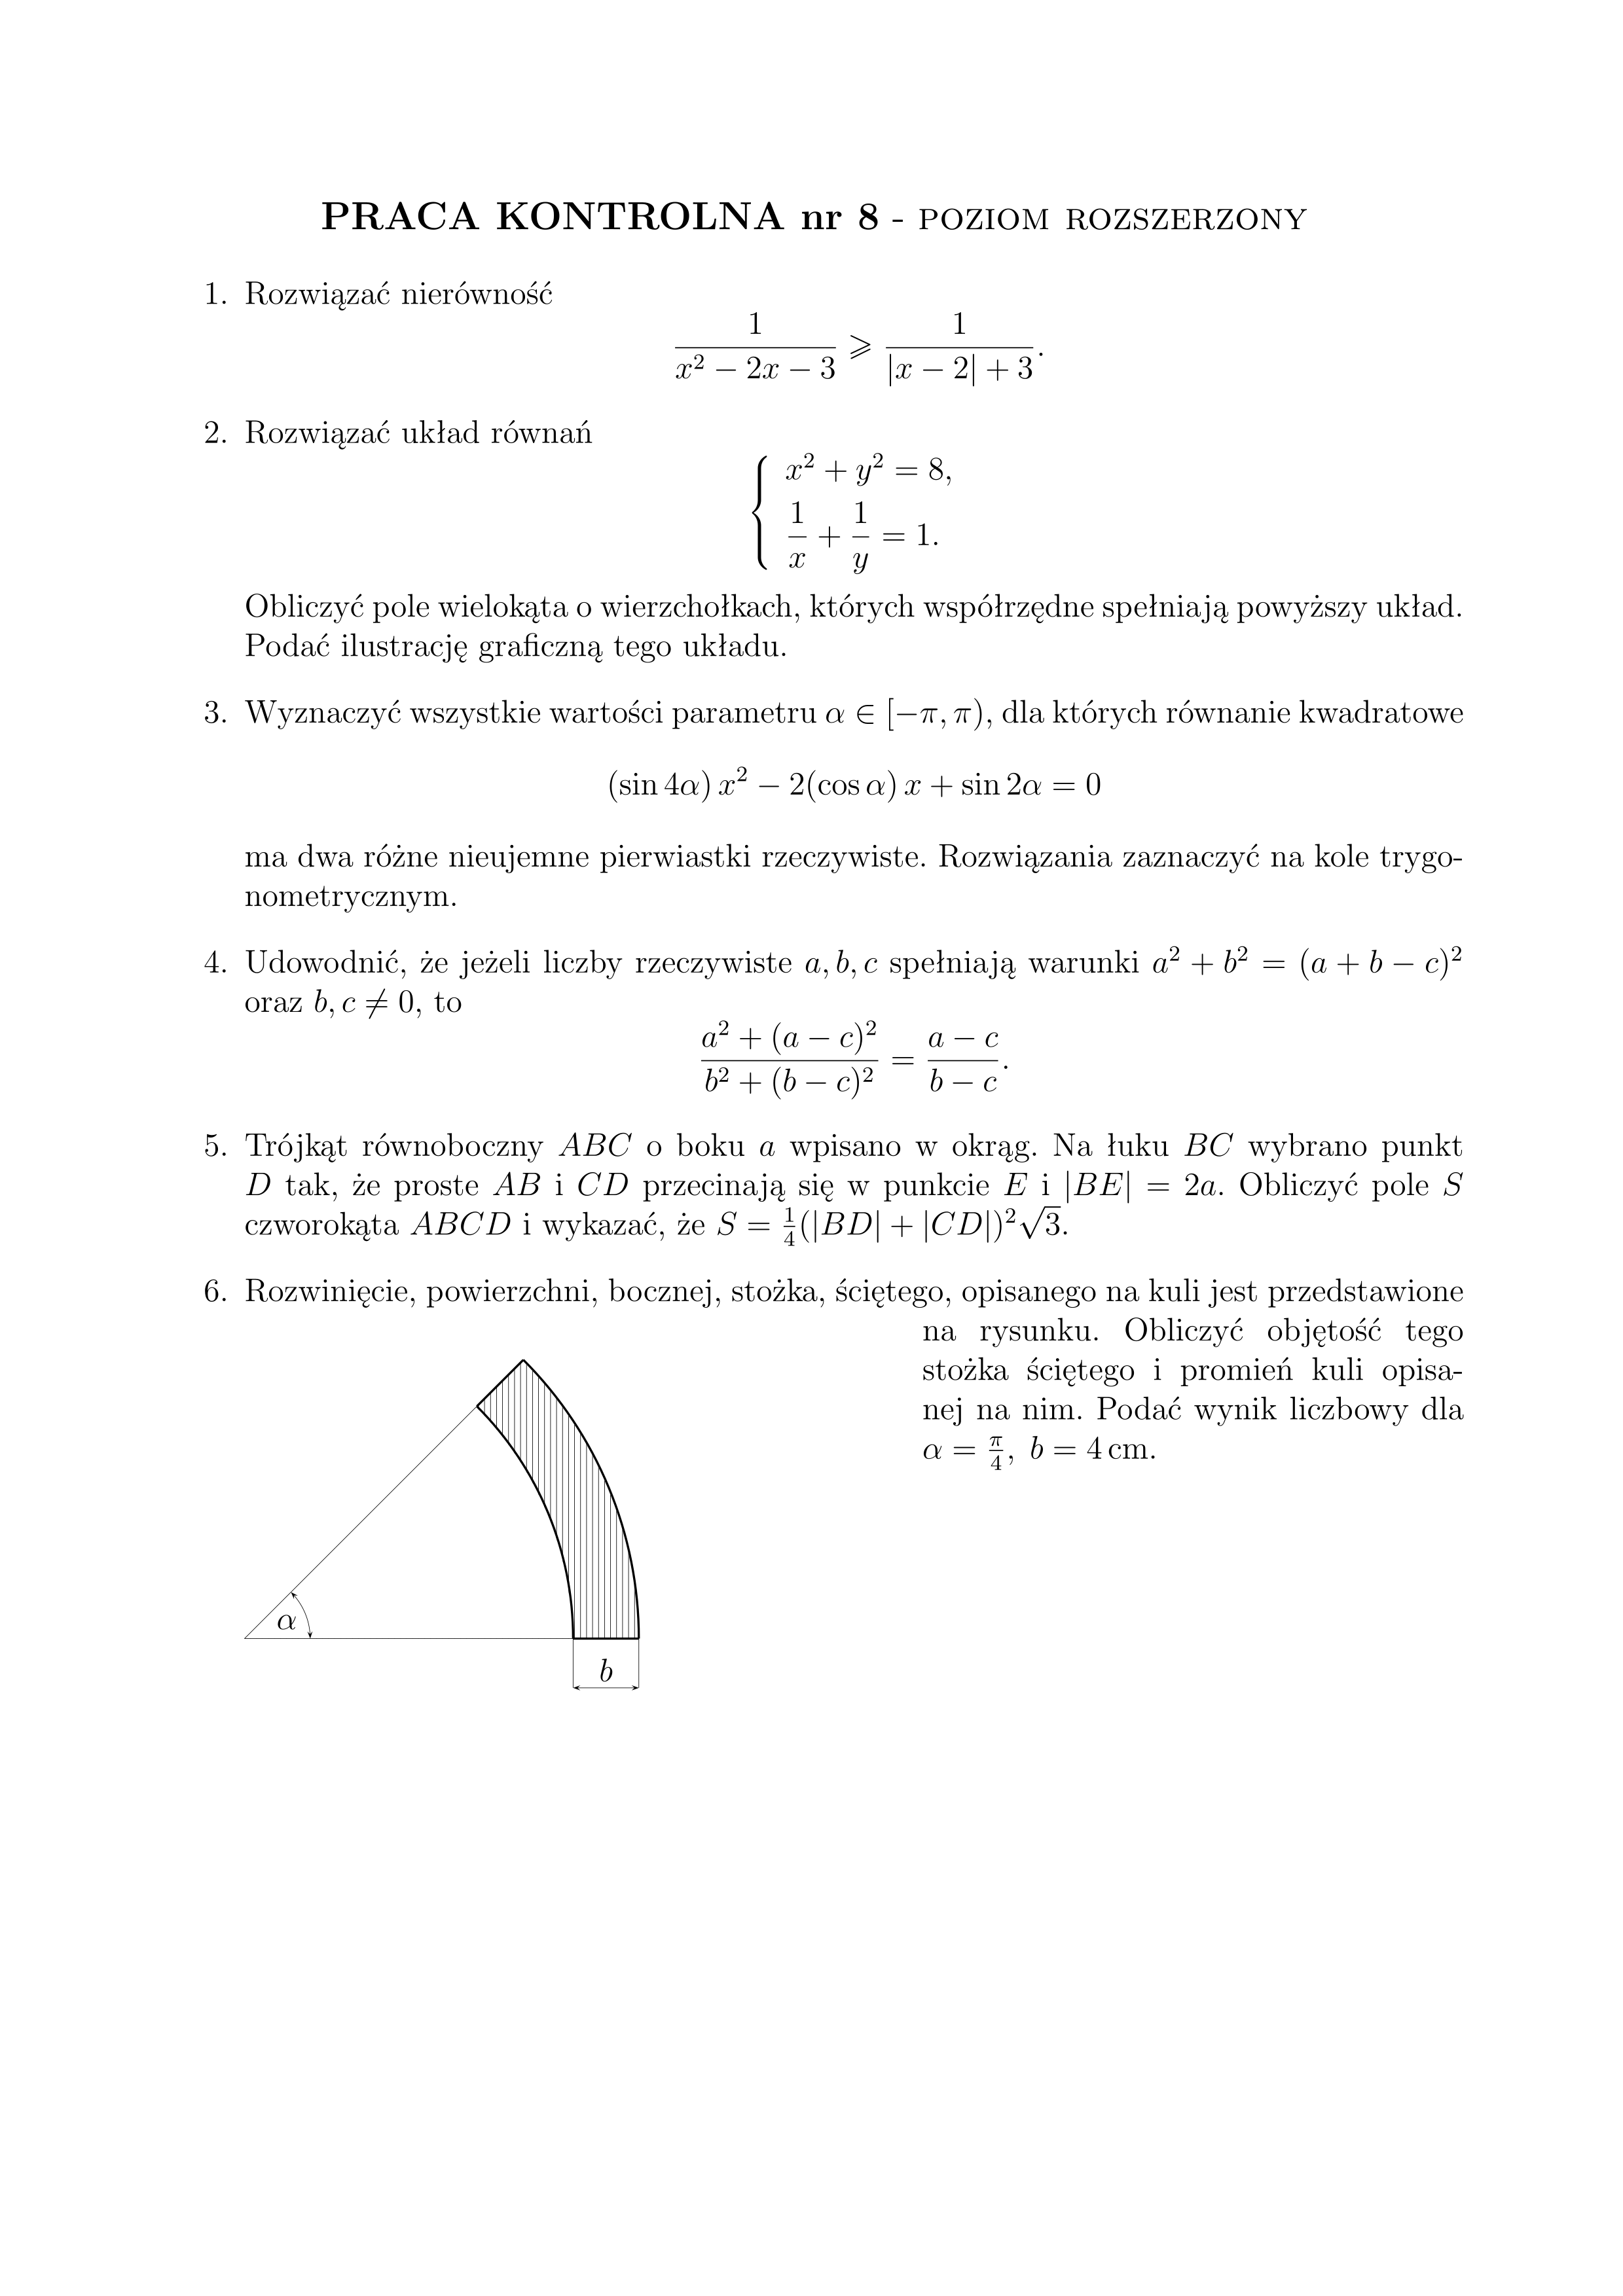 PRACA KONTROLNA nr 8 - POZIOM ROZSZERZONY
1. Rozwiązać nierówność
$$\frac{1}{x^2 - 2x - 3} \geqslant \frac{1}{|x - 2| + 3}.$$
2. Rozwiązać układ równań
$$\begin{cases} x^2 + y^2 = 8, \\ \frac{1}{x} + \frac{1}{y} = 1. \end{cases}$$
Obliczyć pole wielokąta o wierzchołkach, których współrzędne spełniają powyższy układ.
Podać ilustrację graficzną tego układu.
3. Wyznaczyć wszystkie wartości parametru $\alpha \in [-\pi, \pi)$, dla których równanie kwadratowe
$$(\sin 4\alpha)\, x^2 - 2(\cos \alpha)\, x + \sin 2\alpha = 0$$
ma dwa różne nieujemne pierwiastki rzeczywiste. Rozwiązania zaznaczyć na kole trygo-
nometrycznym.
4. Udowodnić, że jeżeli liczby rzeczywiste $a, b, c$ spełniają warunki $a^2 + b^2 = (a + b - c)^2$
oraz $b, c \neq 0$, to
$$\frac{a^2 + (a - c)^2}{b^2 + (b - c)^2} = \frac{a - c}{b - c}.$$
5. Trójkąt równoboczny $ABC$ o boku $a$ wpisano w okrąg. Na łuku $BC$ wybrano punkt
$D$ tak, że proste $AB$ i $CD$ przecinają się w punkcie $E$ i $|BE| = 2a$. Obliczyć pole $S$
czworokąta $ABCD$ i wykazać, że $S = \frac{1}{4}(|BD| + |CD|)^2\sqrt{3}$.
6. Rozwinięcie, powierzchni, bocznej, stożka, ściętego, opisanego na kuli jest przedstawione
na rysunku. Obliczyć objętość tego
stożka ściętego i promień kuli opisa-
nej na nim. Podać wynik liczbowy dla
$\alpha = \frac{\pi}{4},\ b = 4\,\text{cm}$.
α
b